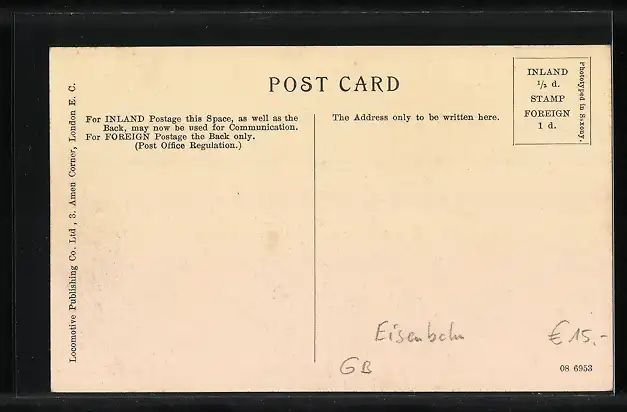 POST CARD
Locomotive Publishing Co. Ltd, 3. Amen Corner, London E. C.
For INLAND Postage this Space, as well as the
Back, may now be used for Communication.
For FOREIGN Postage the Back only.
(Post Office Regulation.)
The Address only to be written here.
INLAND
1/2 d.
STAMP
FOREIGN
1 d.
Phototyped in Saxony.
Eisenbahn
€ 15,-
GB
08 6953